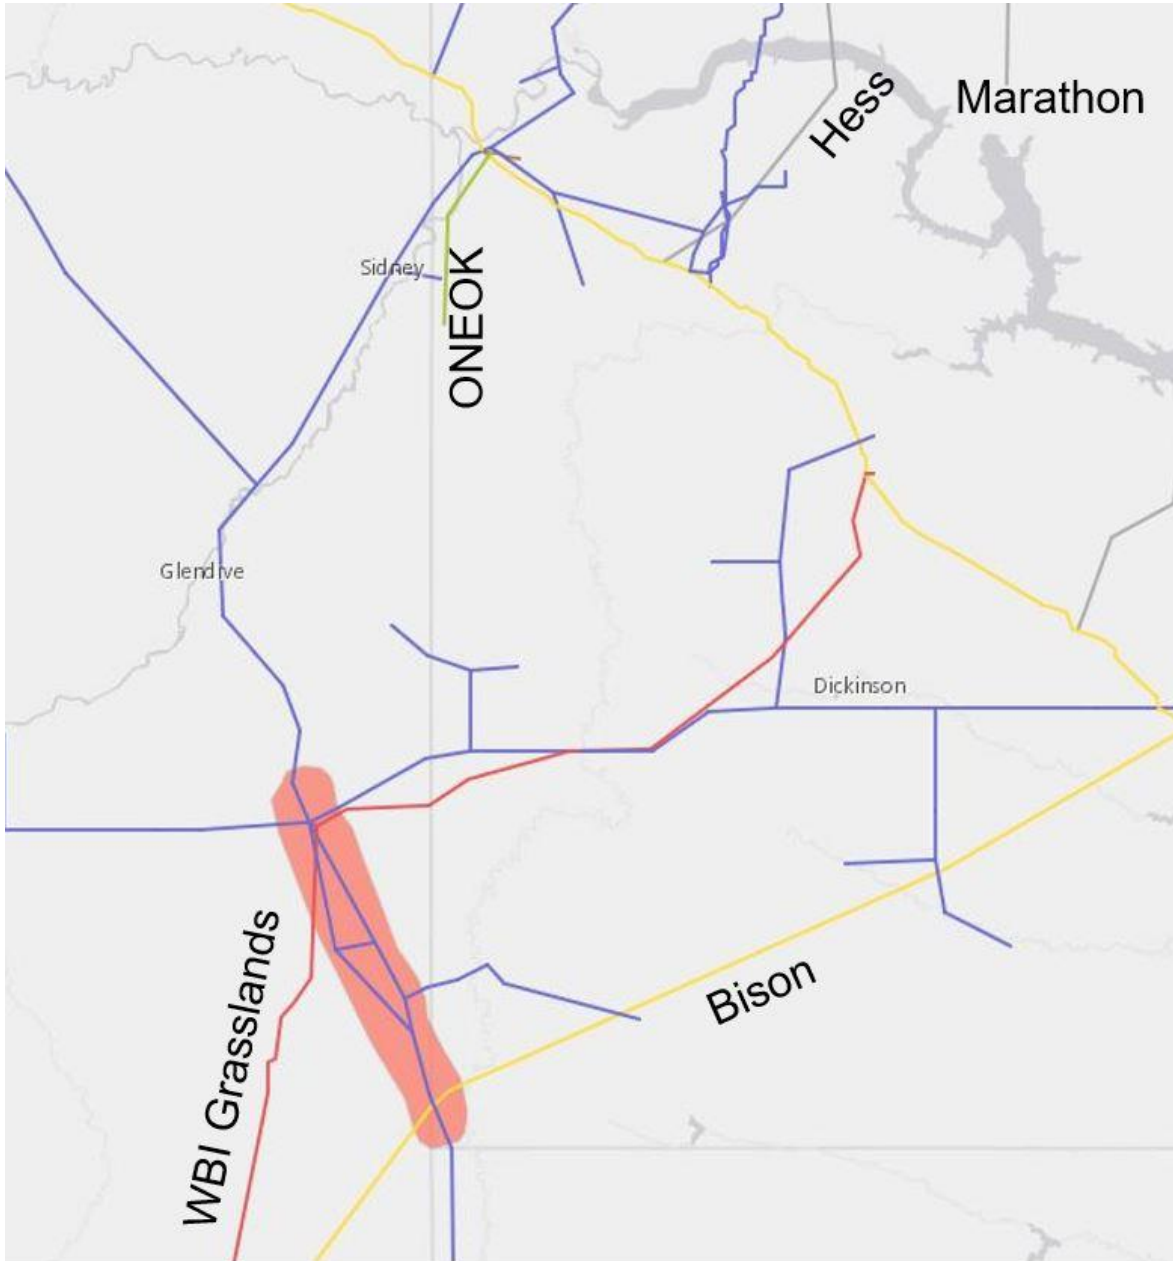 Marathon
Hess
Sidney
ONEOK
Glendive
Dickinson
WBI Grasslands
Bison